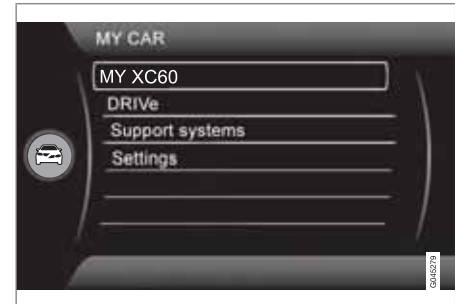 MY CAR
MY XC60
DRIVe
Support systems
Settings
G045279